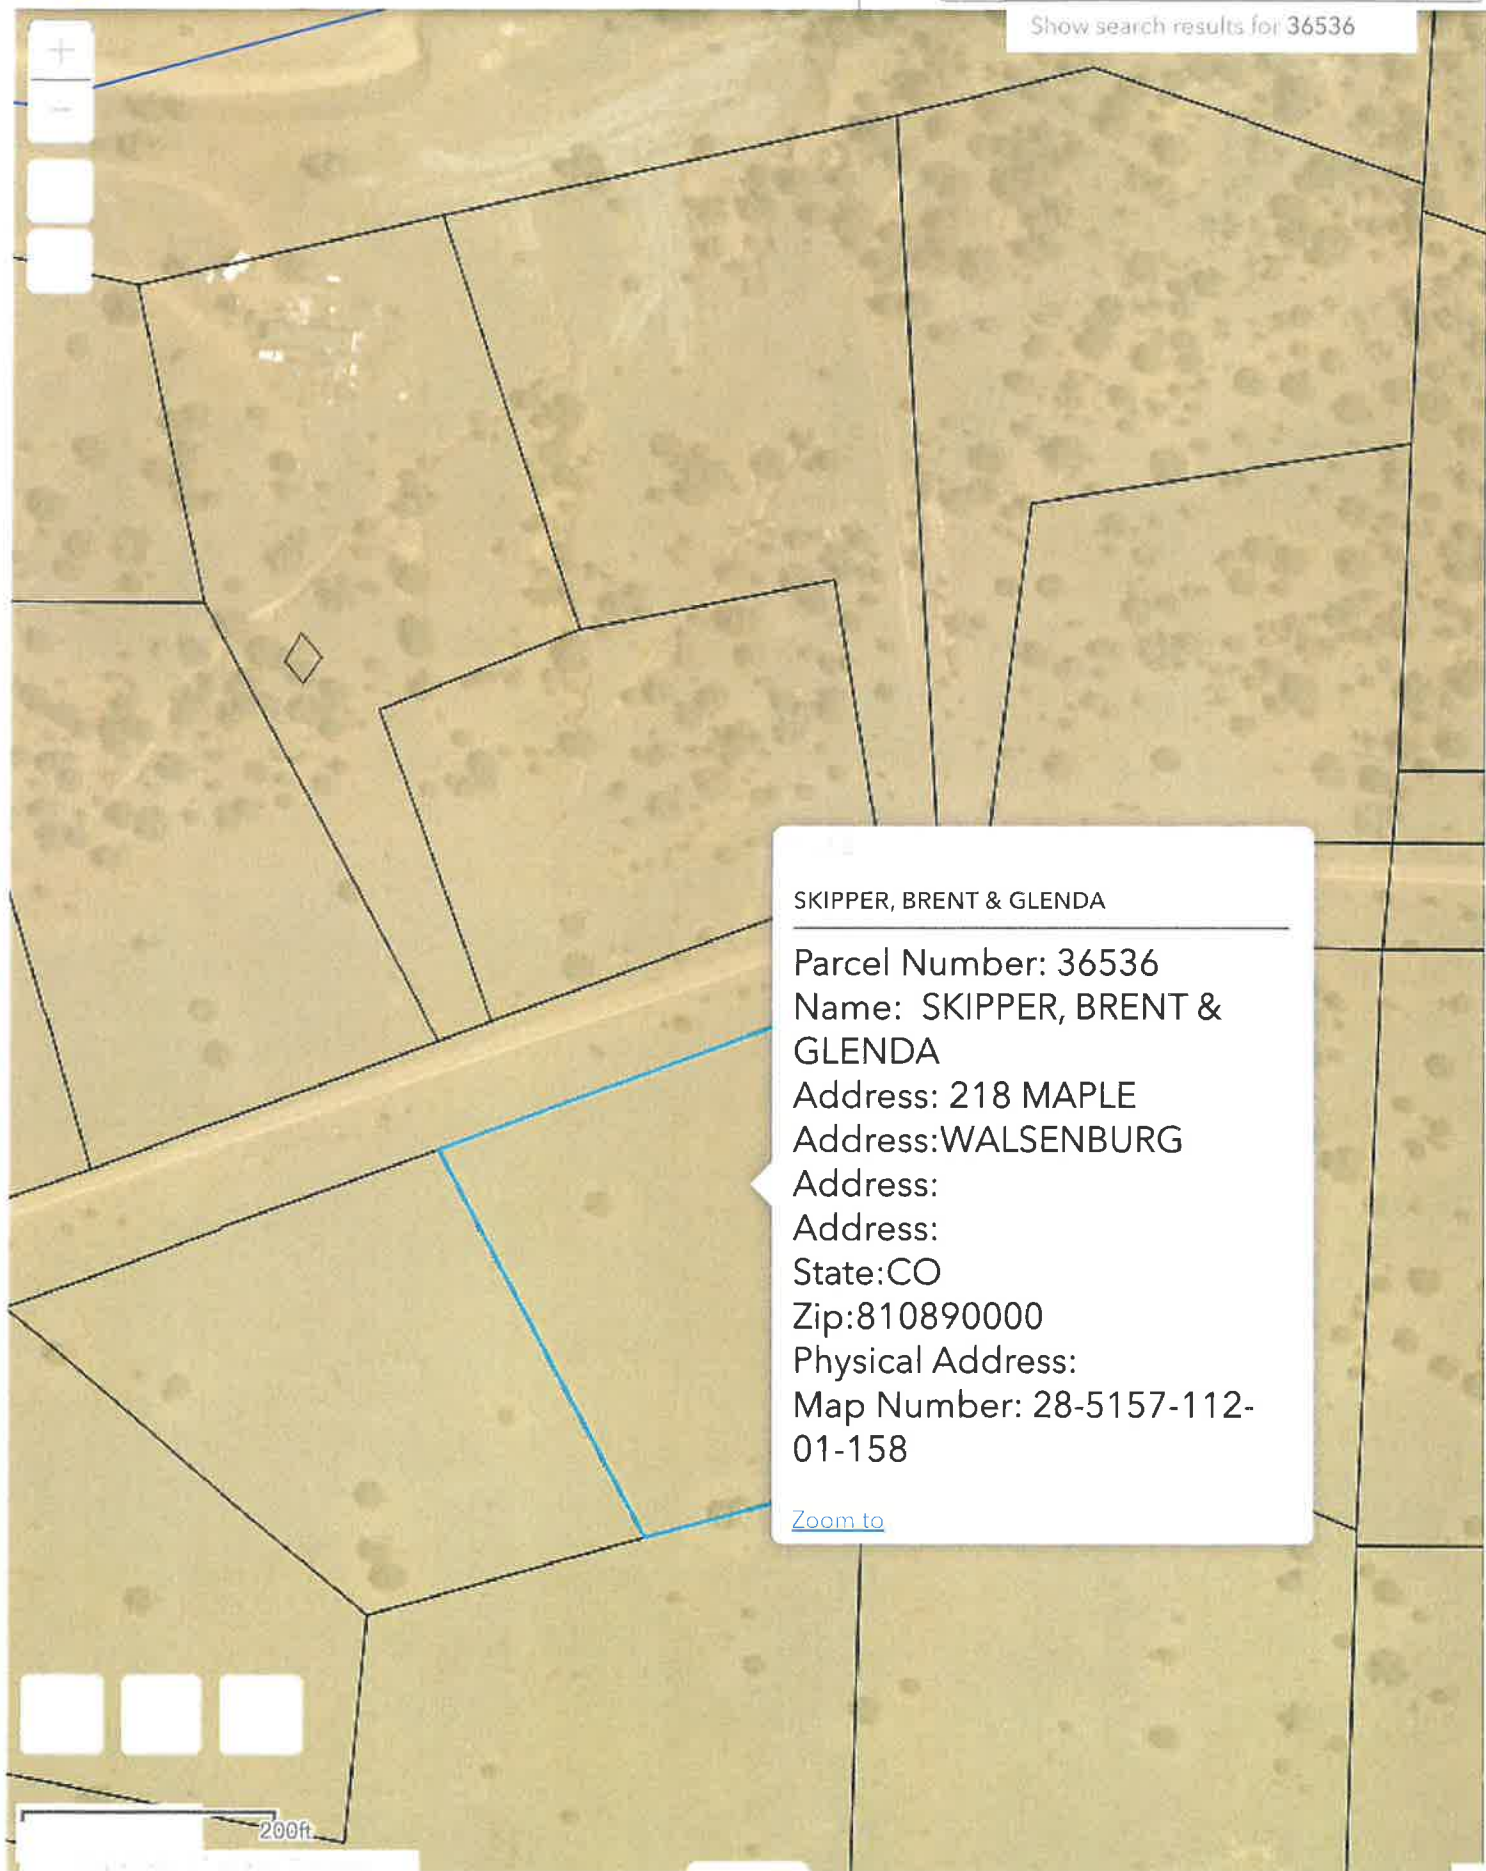 Show search results for 36536
+
−
SKIPPER, BRENT & GLENDA
Parcel Number: 36536
Name: SKIPPER, BRENT &
GLENDA
Address: 218 MAPLE
Address:WALSENBURG
Address:
Address:
State:CO
Zip:810890000
Physical Address:
Map Number: 28-5157-112-
01-158
Zoom to
200ft